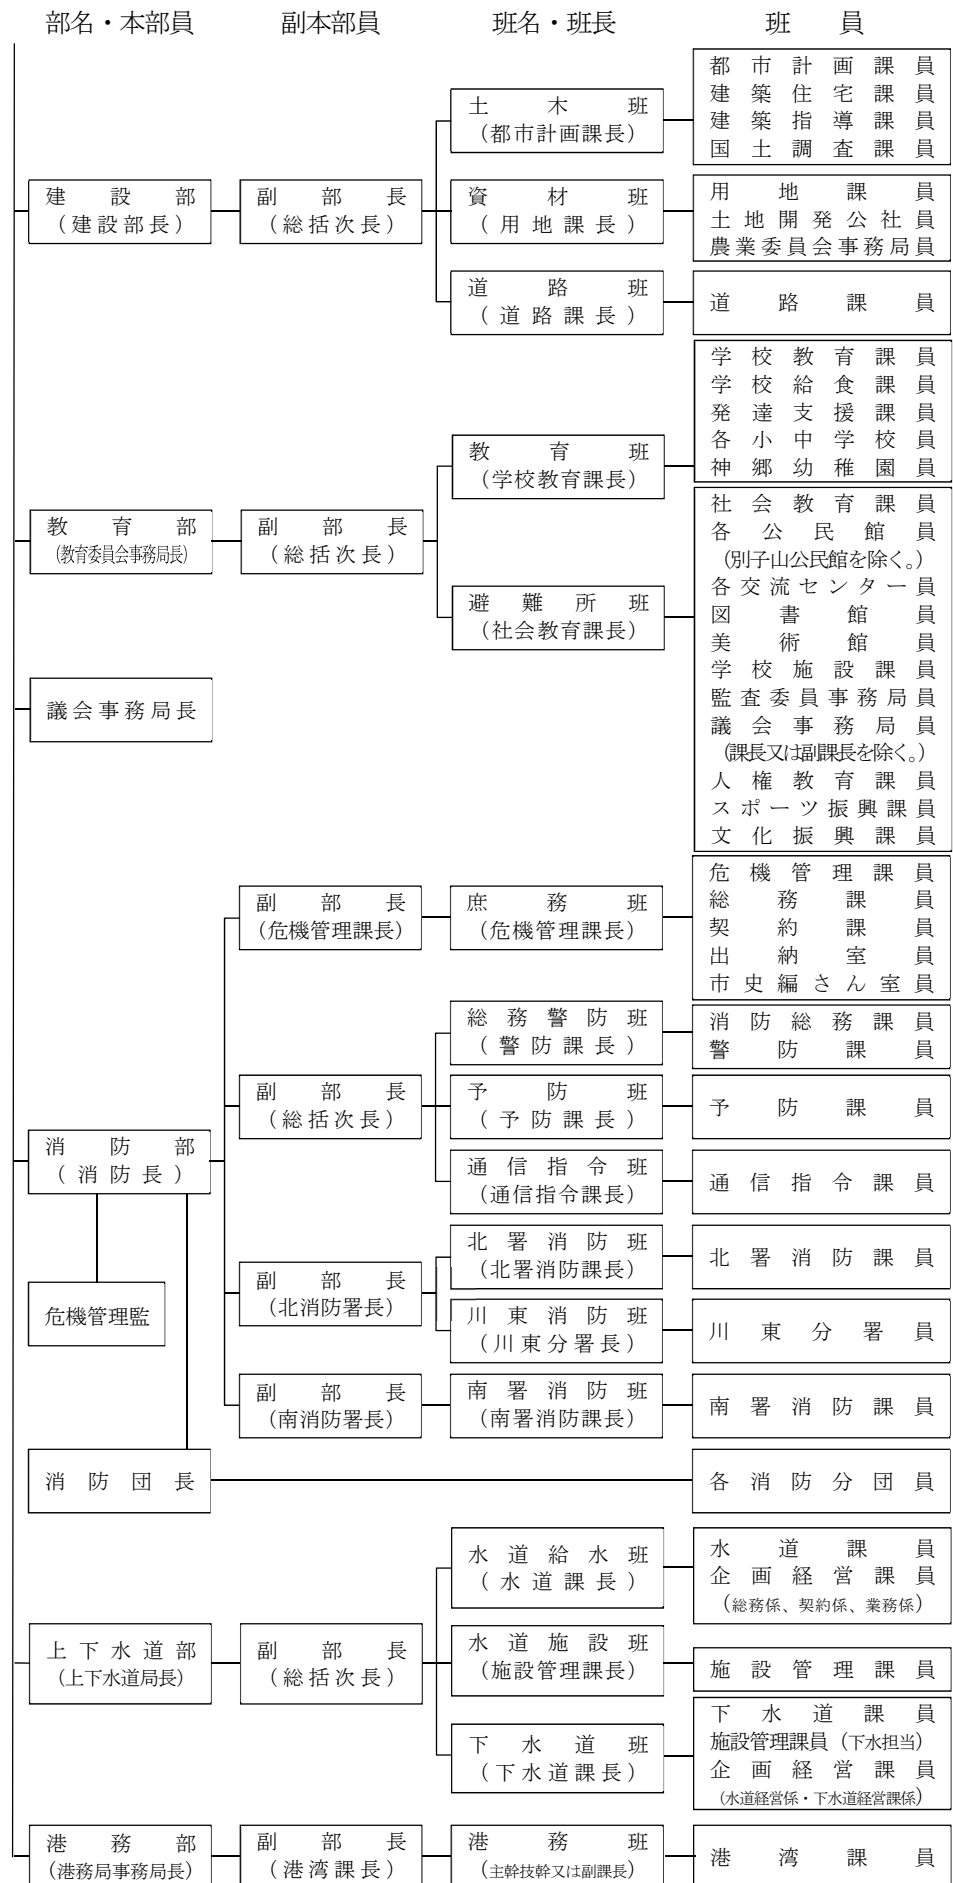 部名・本部員 副本部員 班名・班長 班員
建設部
(建設部長)
副部長
(総括次長)
土木班
(都市計画課長)
都市計画課員
建築住宅課員
建築指導課員
国土調査課員
資材班
(用地課長)
用地課員
土地開発公社員
農業委員会事務局員
道路班
(道路課長)
道路課員
教育部
(教育委員会事務局長)
副部長
(総括次長)
教育班
(学校教育課長)
学校教育課員
学校給食課員
発達支援課員
各小中学校員
神郷幼稚園員
避難所班
(社会教育課長)
社会教育課員
各公民館員
(別子山公民館を除く。)
各交流センター員
図書館員
美術館員
学校施設課員
監査委員事務局員
議会事務局員
(課長又は副課長を除く。)
人権教育課員
スポーツ振興課員
文化振興課員
議会事務局長
消防部
(消防長)
危機管理監
副部長
(危機管理課長)
庶務班
(危機管理課長)
危機管理課員
総務課員
契約課員
出納室員
市史編さん室員
副部長
(総括次長)
総務警防班
(警防課長)
消防総務課員
警防課員
予防班
(予防課長)
予防課員
通信指令班
(通信指令課長)
通信指令課員
副部長
(北消防署長)
北署消防班
(北署消防課長)
北署消防課員
川東消防班
(川東分署長)
川東分署員
副部長
(南消防署長)
南署消防班
(南署消防課長)
南署消防課員
消防団長
各消防分団員
上下水道部
(上下水道局長)
副部長
(総括次長)
水道給水班
(水道課長)
水道課員
企画経営課員
(総務係、契約係、業務係)
水道施設班
(施設管理課長)
施設管理課員
下水道班
(下水道課長)
下水道課員
施設管理課員(下水担当)
企画経営課員
(水道経営係・下水道経営課係)
港務部
(港務局事務局長)
副部長
(港湾課長)
港務班
(主幹技幹又は副課長)
港湾課員